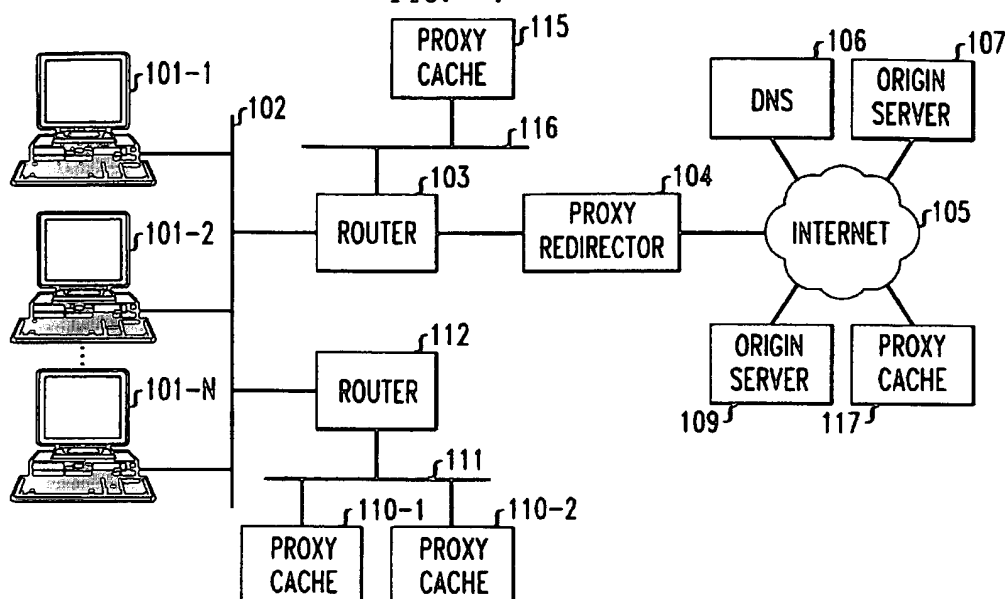 115
PROXY
CACHE
106
107
101-1
102
DNS
ORIGIN
SERVER
116
103
104
101-2
ROUTER
PROXY
REDIRECTOR
INTERNET
105
112
ORIGIN
SERVER
PROXY
CACHE
101-N
ROUTER
109
117
111
110-1
110-2
PROXY
CACHE
PROXY
CACHE